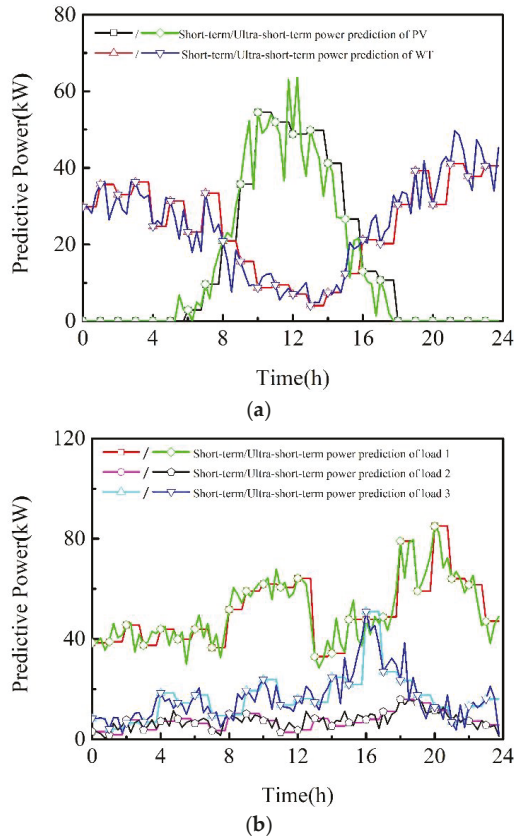 80
60
40
20
0
Predictive Power(kW)
/ Short-term/Ultra-short-term power prediction of PV
/ Short-term/Ultra-short-term power prediction of WT
0 4 8 12 16 20 24
Time(h)
(a)
120
80
40
0
Predictive Power(kW)
/ Short-term/Ultra-short-term power prediction of load 1
/ Short-term/Ultra-short-term power prediction of load 2
/ Short-term/Ultra-short-term power prediction of load 3
0 4 8 12 16 20 24
Time(h)
(b)